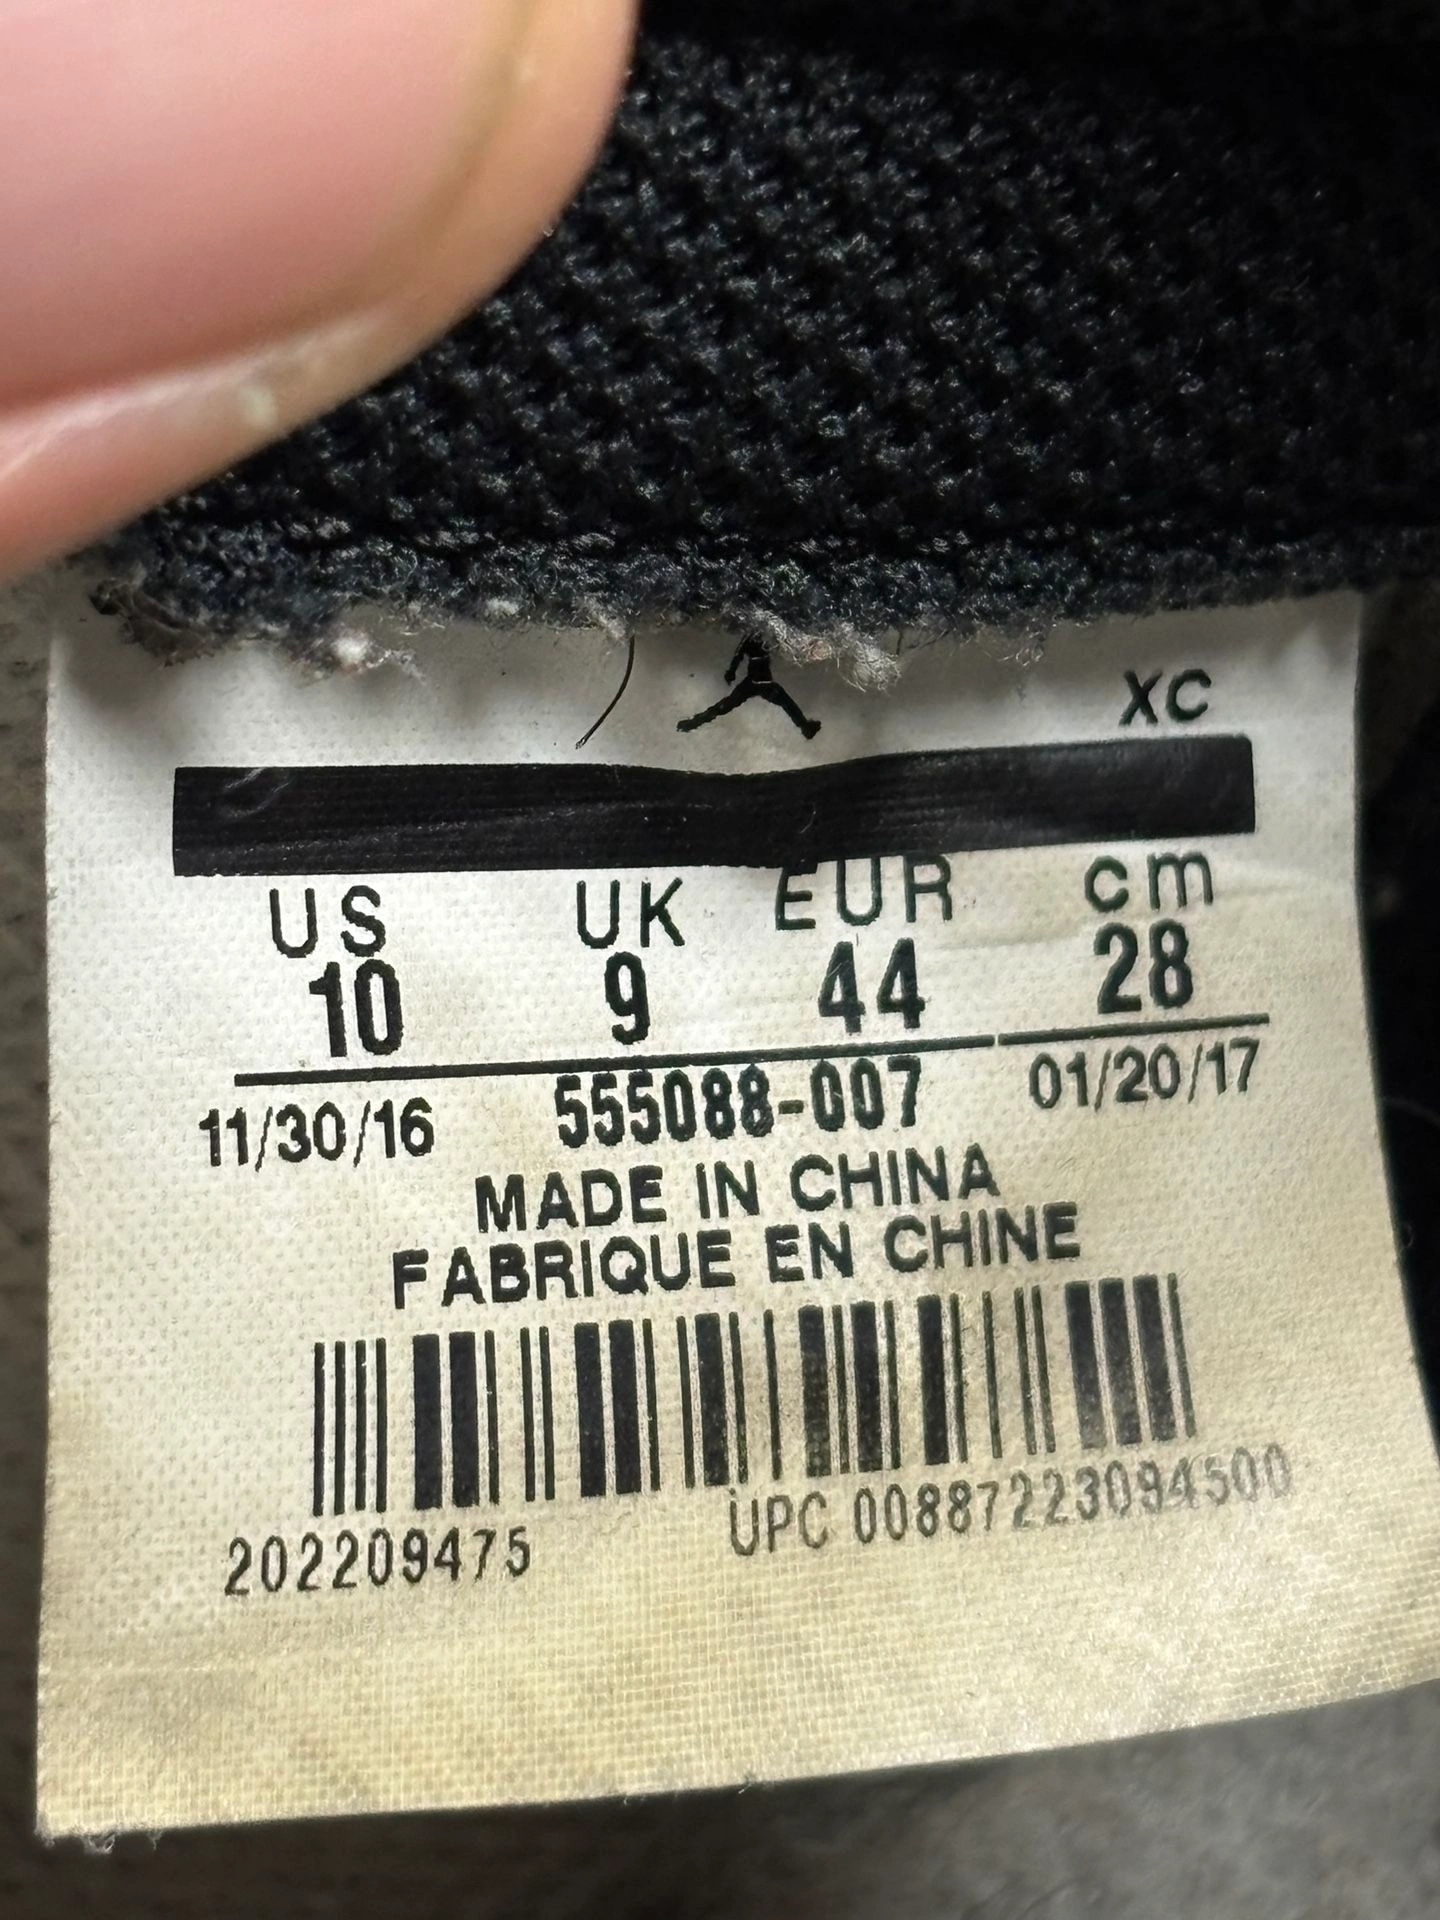 XC
US UK EUR cm
10 9 44 28
11/30/16 555088-007 01/20/17
MADE IN CHINA
FABRIQUE EN CHINE
202209475 UPC 00887223094500